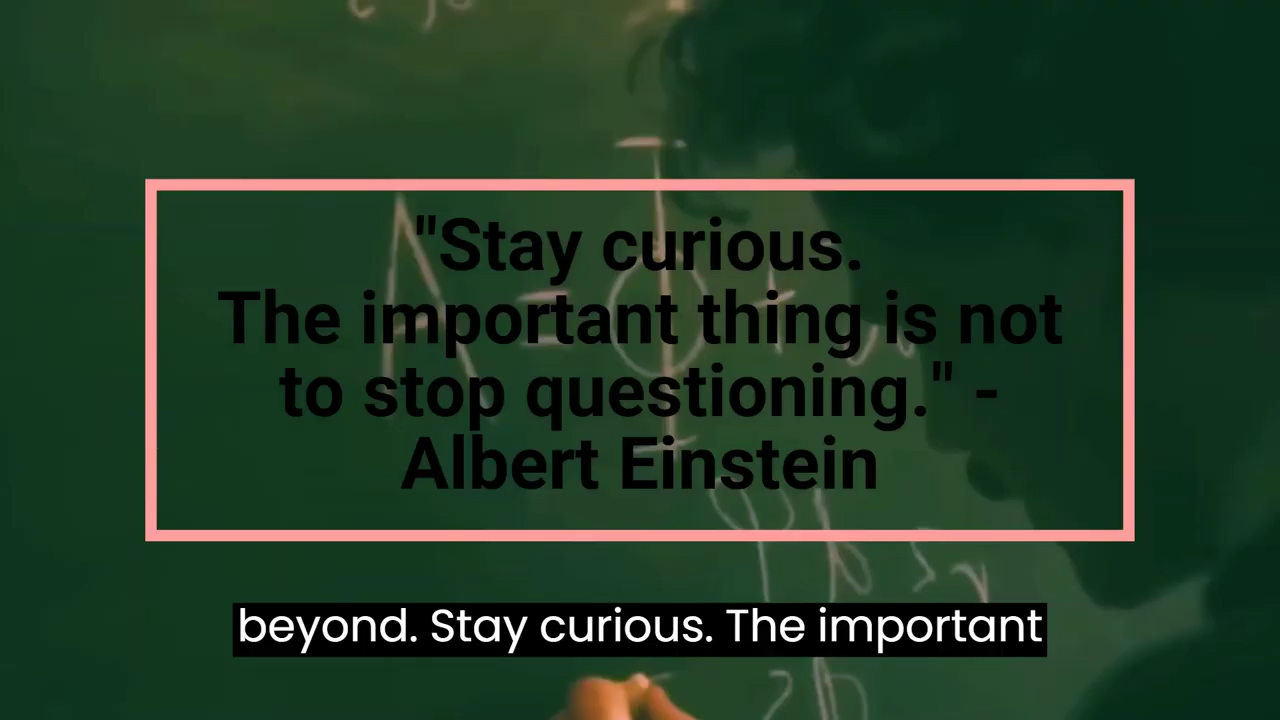 "Stay curious.
The important thing is not
to stop questioning." -
Albert Einstein
beyond. Stay curious. The important